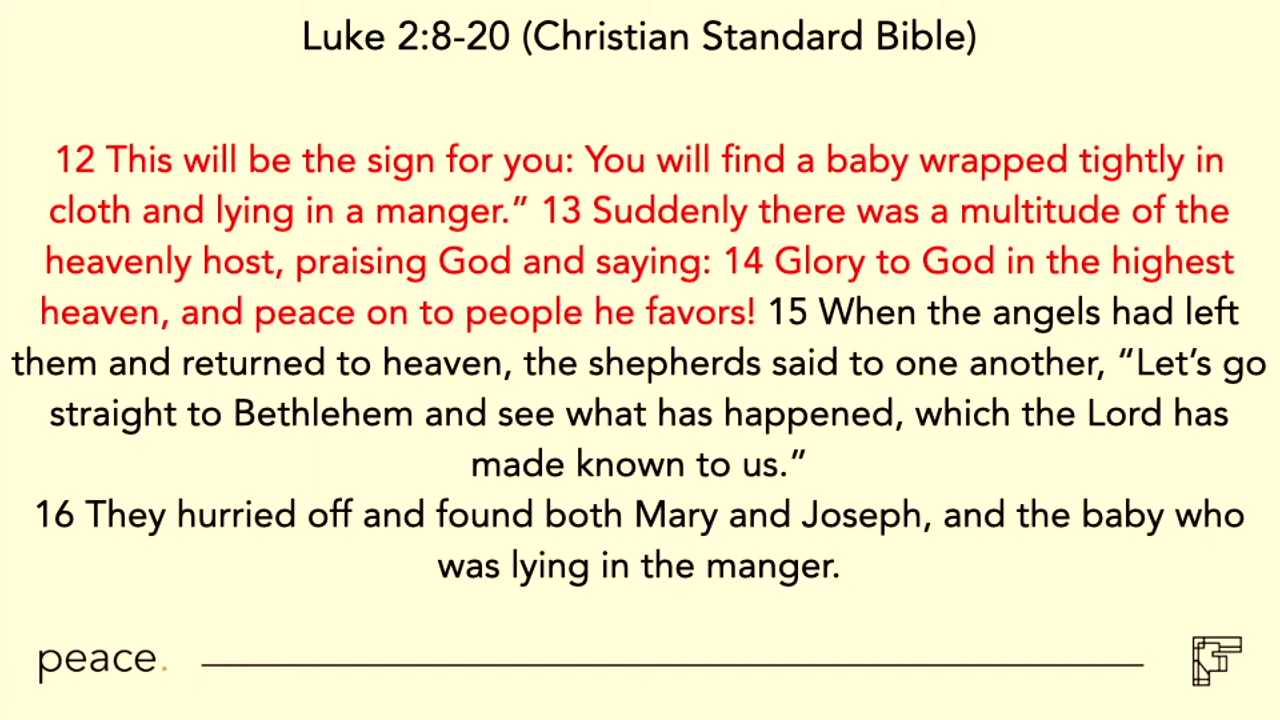 Luke 2:8-20 (Christian Standard Bible)
12 This will be the sign for you: You will find a baby wrapped tightly in
cloth and lying in a manger.” 13 Suddenly there was a multitude of the
heavenly host, praising God and saying: 14 Glory to God in the highest
heaven, and peace on to people he favors! 15 When the angels had left
them and returned to heaven, the shepherds said to one another, “Let’s go
straight to Bethlehem and see what has happened, which the Lord has
made known to us.”
16 They hurried off and found both Mary and Joseph, and the baby who
was lying in the manger.
peace.